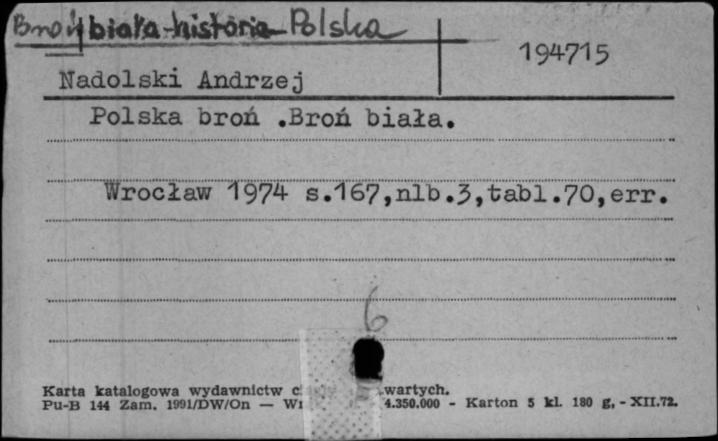 Broń biała-historia-Polska
194715
Nadolski Andrzej
Polska broń .Broń biała.
Wrocław 1974 s.167,nlb.3,tabl.70,err.
6
Karta katalogowa wydawnictw wartych.
Pu-B 144 Zam. 1991/DW/On — 4.350.000 - Karton 5 kl. 180 g. - XII.72.